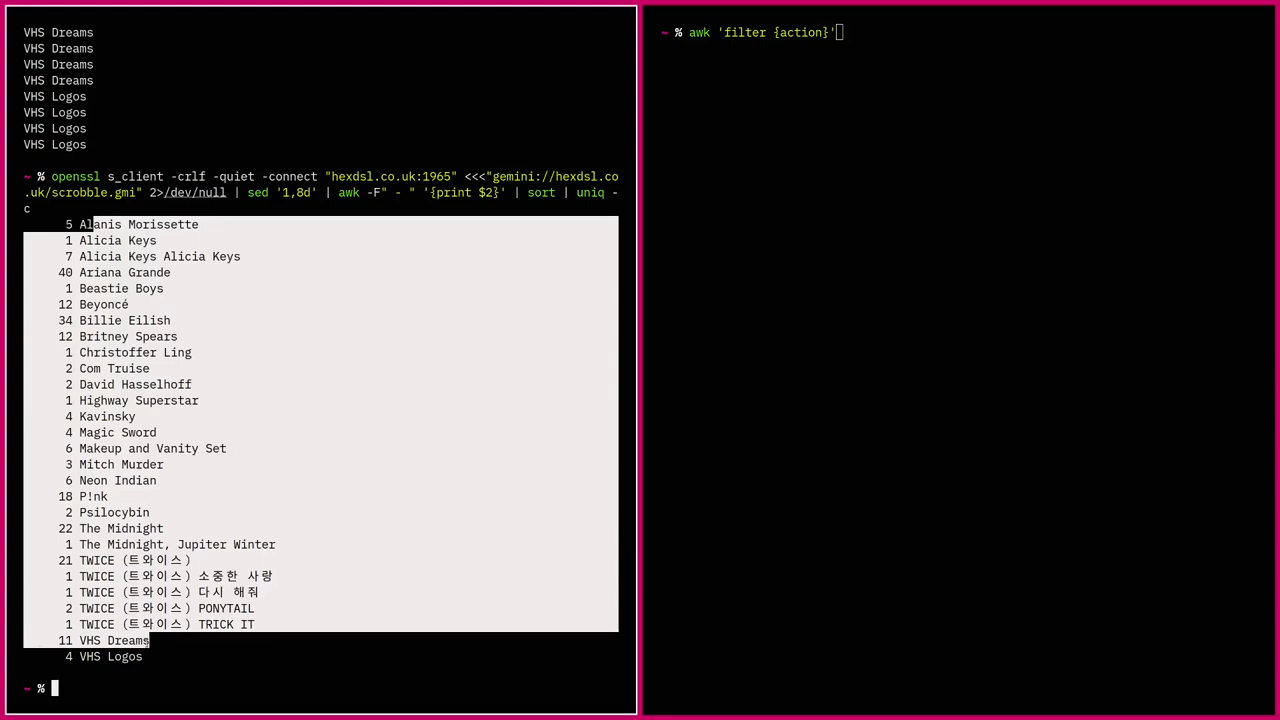 VHS Dreams
VHS Dreams
VHS Dreams
VHS Dreams
VHS Logos
VHS Logos
VHS Logos
VHS Logos
~ % openssl s_client -crlf -quiet -connect "hexdsl.co.uk:1965" <<<"gemini://hexdsl.co
.uk/scrobble.gmi" 2>/dev/null | sed '1,8d' | awk -F" - " '{print $2}' | sort | uniq -
c
5 Alanis Morissette
1 Alicia Keys
7 Alicia Keys Alicia Keys
40 Ariana Grande
1 Beastie Boys
12 Beyoncé
34 Billie Eilish
12 Britney Spears
1 Christoffer Ling
2 Com Truise
2 David Hasselhoff
1 Highway Superstar
4 Kavinsky
4 Magic Sword
6 Makeup and Vanity Set
3 Mitch Murder
6 Neon Indian
18 P!nk
2 Psilocybin
22 The Midnight
1 The Midnight, Jupiter Winter
21 TWICE (트와이스)
1 TWICE (트와이스) 소중한 사랑
1 TWICE (트와이스) 다시 해줘
2 TWICE (트와이스) PONYTAIL
1 TWICE (트와이스) TRICK IT
11 VHS Dreams
4 VHS Logos
~ %
~ % awk 'filter {action}'